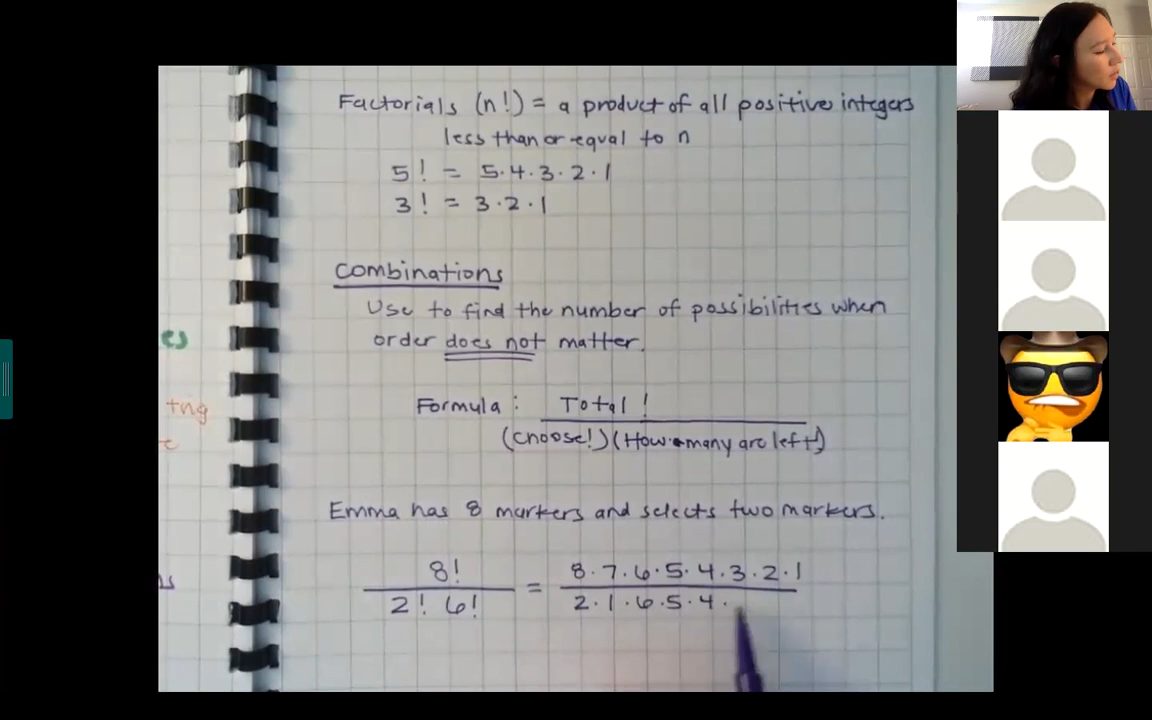 Factorials (n!) = a product of all positive integers
less than or equal to n
5! = 5·4·3·2·1
3! = 3·2·1
Combinations
Use to find the number of possibilities when
order does not matter.
es
Formula: Total!
tng
(Choose!)(How many are left!)
Emma has 8 markers and selects two markers.
8! / 2! 6! = 8·7·6·5·4·3·2·1 / 2·1·6·5·4·